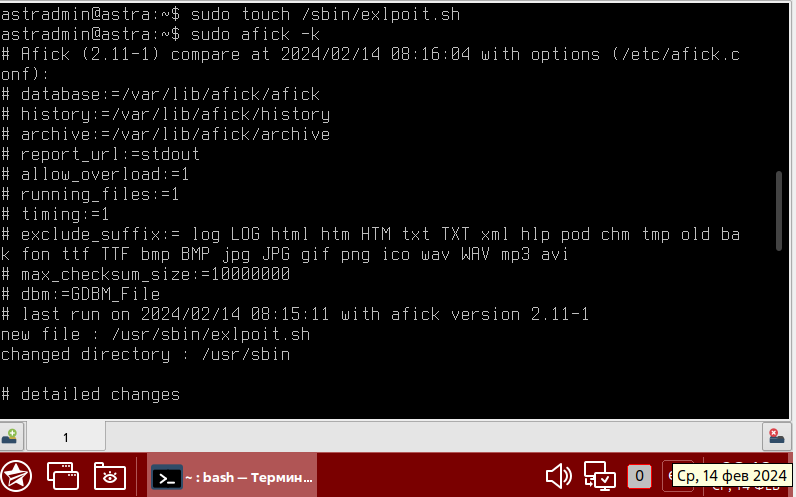 astradmin@astra:~$ sudo touch /sbin/exlpoit.sh
astradmin@astra:~$ sudo afick -k
# Afick (2.11-1) compare at 2024/02/14 08:16:04 with options (/etc/afick.c
onf):
# database:=/var/lib/afick/afick
# history:=/var/lib/afick/history
# archive:=/var/lib/afick/archive
# report_url:=stdout
# allow_overload:=1
# running_files:=1
# timing:=1
# exclude_suffix:= log LOG html htm HTM txt TXT xml hlp pod chm tmp old ba
k fon ttf TTF bmp BMP jpg JPG gif png ico wav WAV mp3 avi
# max_checksum_size:=10000000
# dbm:=GDBM_File
# last run on 2024/02/14 08:15:11 with afick version 2.11-1
new file : /usr/sbin/exlpoit.sh
changed directory : /usr/sbin
# detailed changes
1
~ : bash — Термин...
0
Ср, 14 фев 2024